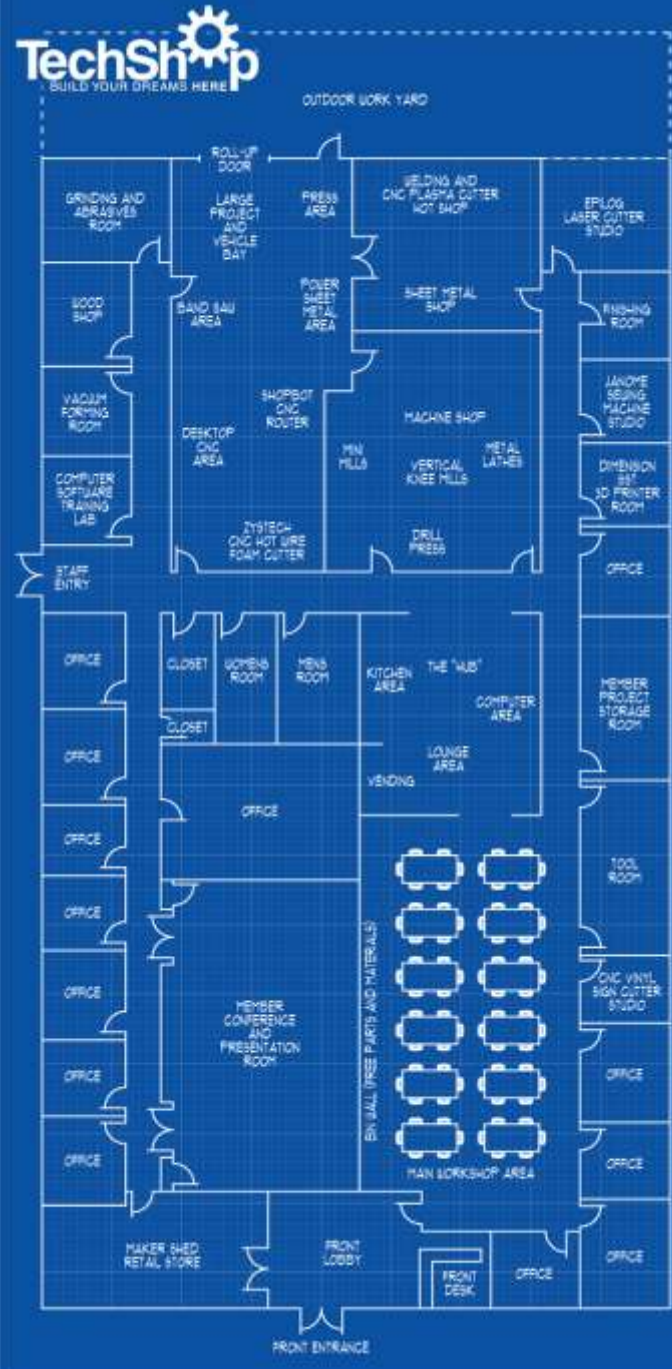 TechShop
BUILD YOUR DREAMS HERE
OUTDOOR WORK YARD
ROLL-UP
DOOR
GRINDING AND
ABRASIVES
ROOM
LARGE
PROJECT
AND
VEHICLE
BAY
PRESS
AREA
WELDING AND
CNC PLASMA CUTTER
HOT SHOP
EPILOG
LASER CUTTER
STUDIO
WOOD
SHOP
BAND SAW
AREA
POWER
SHEET
METAL
AREA
SHEET METAL
SHOP
FINISHING
ROOM
VACUUM
FORMING
ROOM
DESKTOP
CNC
AREA
SHOPBOT
CNC
ROUTER
MACHINE SHOP
MINI
MILLS
VERTICAL
KNEE MILLS
METAL
LATHES
JANOME
SEWING
MACHINE
STUDIO
COMPUTER
SOFTWARE
TRAINING
LAB
DIMENSION
SST
3D PRINTER
ROOM
ZYSTECH
CNC HOT WIRE
FOAM CUTTER
DRILL
PRESS
STAFF
ENTRY
OFFICE
OFFICE
CLOSET
WOMENS
ROOM
MENS
ROOM
KITCHEN
AREA
THE "HUB"
COMPUTER
AREA
MEMBER
PROJECT
STORAGE
ROOM
CLOSET
OFFICE
LOUNGE
AREA
VENDING
OFFICE
OFFICE
TOOL
ROOM
OFFICE
BIN WALL (FREE PARTS AND MATERIALS)
OFFICE
CNC VINYL
SIGN CUTTER
STUDIO
MEMBER
CONFERENCE
AND
PRESENTATION
ROOM
OFFICE
OFFICE
OFFICE
OFFICE
MAIN WORKSHOP AREA
MAKER SHED
RETAIL STORE
FRONT
LOBBY
FRONT
DESK
OFFICE
OFFICE
FRONT ENTRANCE